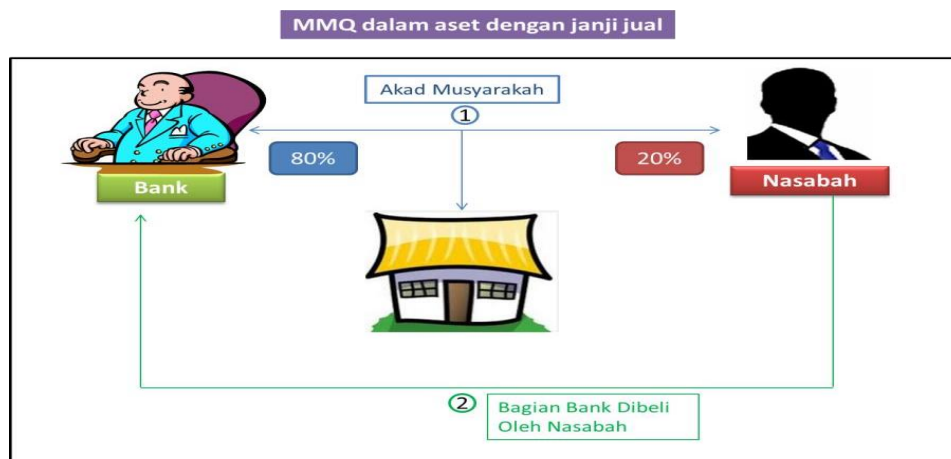 MMQ dalam aset dengan janji jual
Akad Musyarakah
1
80%
20%
Bank
Nasabah
2
Bagian Bank Dibeli
Oleh Nasabah